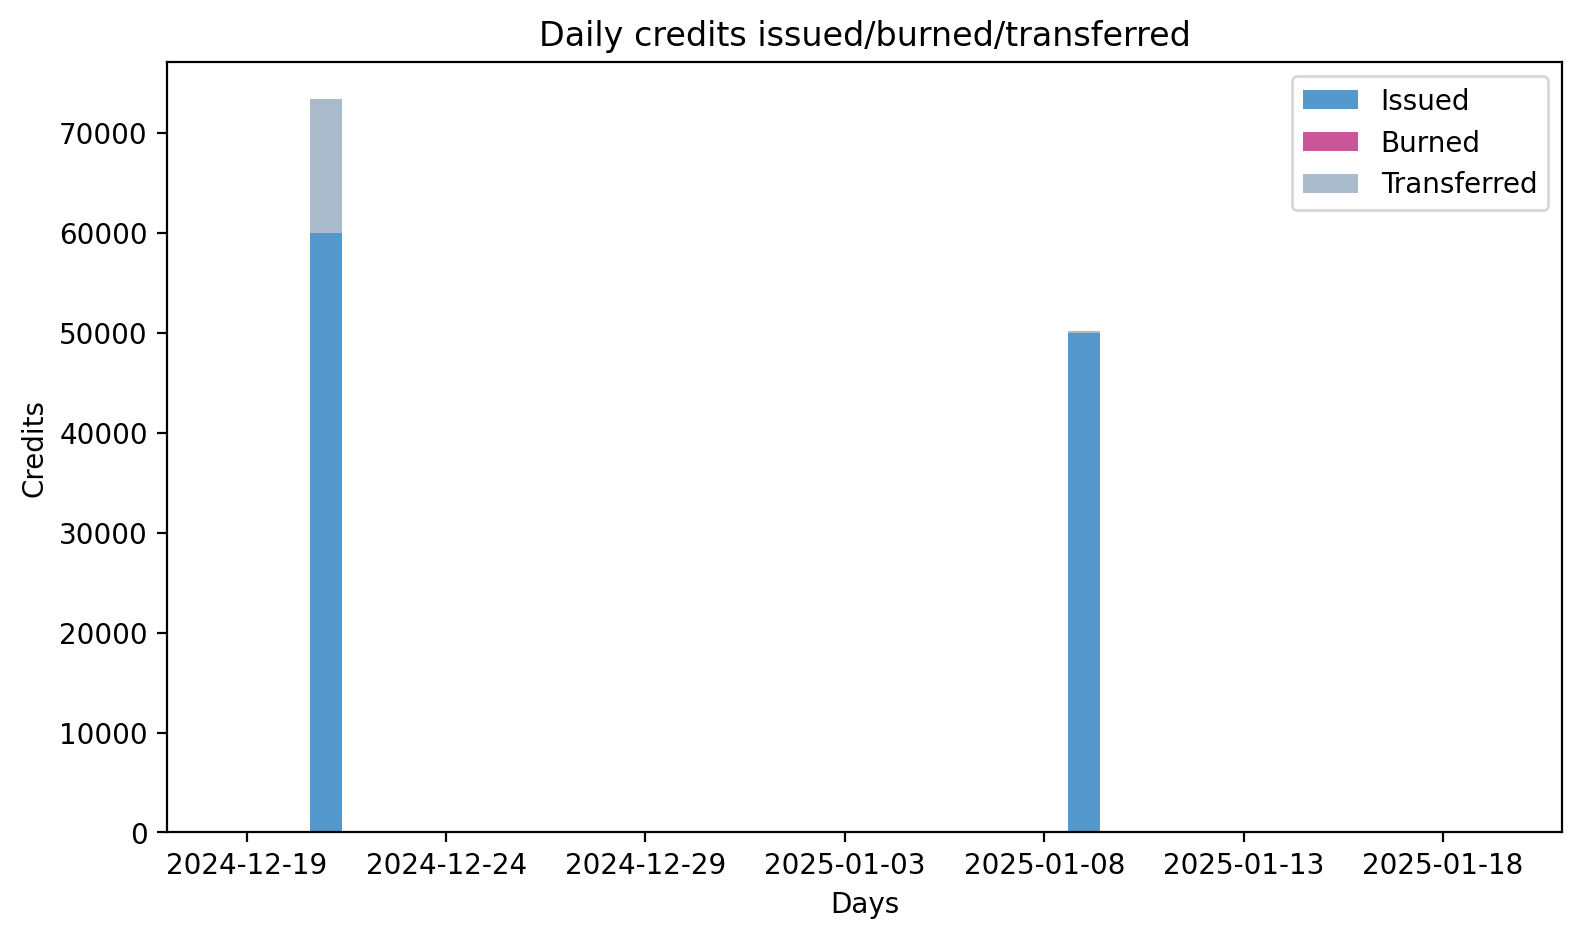 Daily credits issued/burned/transferred
Issued
Burned
Transferred
70000
60000
50000
40000
30000
20000
10000
0
Credits
2024-12-19 2024-12-24 2024-12-29 2025-01-03 2025-01-08 2025-01-13 2025-01-18
Days